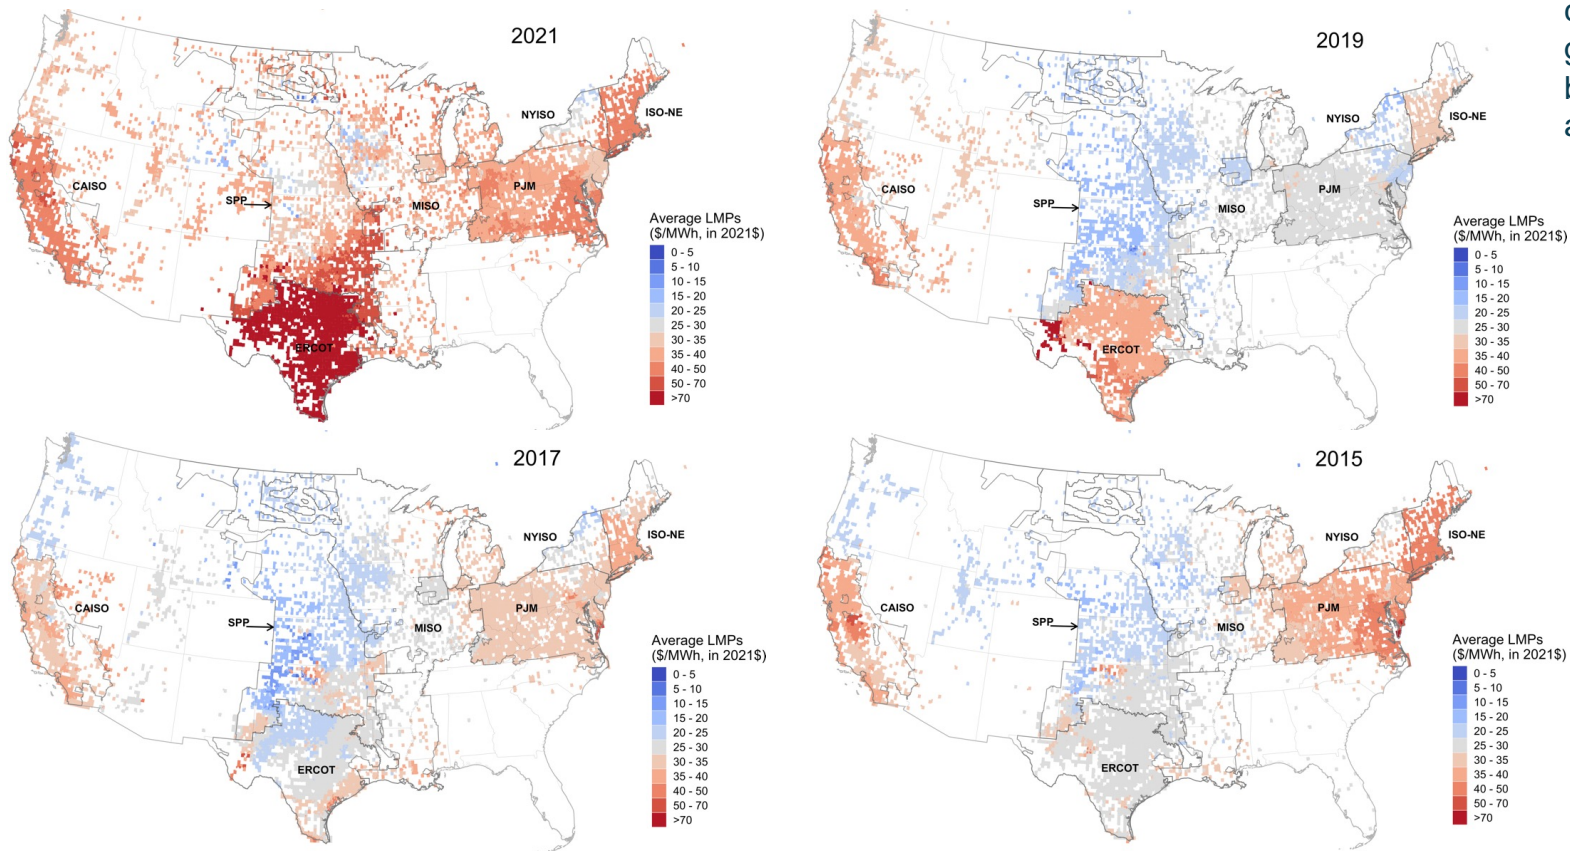 2021
NYISO
ISO-NE
CAISO
SPP
MISO
PJM
ERCOT
Average LMPs
($/MWh, in 2021$)
0 - 5
5 - 10
10 - 15
15 - 20
20 - 25
25 - 30
30 - 35
35 - 40
40 - 50
50 - 70
>70
2019
NYISO
ISO-NE
CAISO
SPP
MISO
PJM
ERCOT
Average LMPs
($/MWh, in 2021$)
0 - 5
5 - 10
10 - 15
15 - 20
20 - 25
25 - 30
30 - 35
35 - 40
40 - 50
50 - 70
>70
2017
NYISO
ISO-NE
CAISO
SPP
MISO
PJM
ERCOT
Average LMPs
($/MWh, in 2021$)
0 - 5
5 - 10
10 - 15
15 - 20
20 - 25
25 - 30
30 - 35
35 - 40
40 - 50
50 - 70
>70
2015
NYISO
ISO-NE
CAISO
SPP
MISO
PJM
ERCOT
Average LMPs
($/MWh, in 2021$)
0 - 5
5 - 10
10 - 15
15 - 20
20 - 25
25 - 30
30 - 35
35 - 40
40 - 50
50 - 70
>70